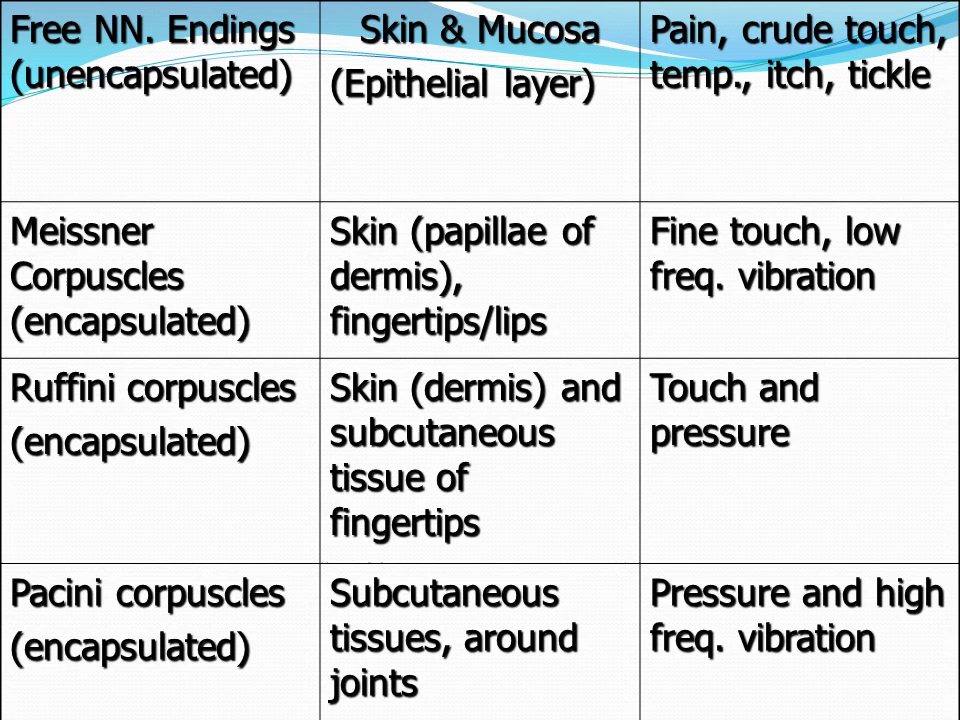 Free NN. Endings
(unencapsulated)
Skin & Mucosa
(Epithelial layer)
Pain, crude touch,
temp., itch, tickle
Meissner
Corpuscles
(encapsulated)
Skin (papillae of
dermis),
fingertips/lips
Fine touch, low
freq. vibration
Ruffini corpuscles
(encapsulated)
Skin (dermis) and
subcutaneous
tissue of
fingertips
Touch and
pressure
Pacini corpuscles
(encapsulated)
Subcutaneous
tissues, around
joints
Pressure and high
freq. vibration